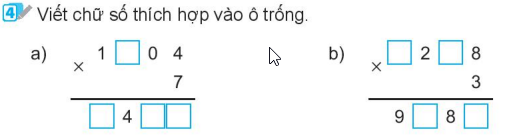 4 Viết chữ số thích hợp vào ô trống.
a) × 1 □ 0 4 b) × □ 2 □ 8
7 3
□ 4 □ □ 9 □ 8 □